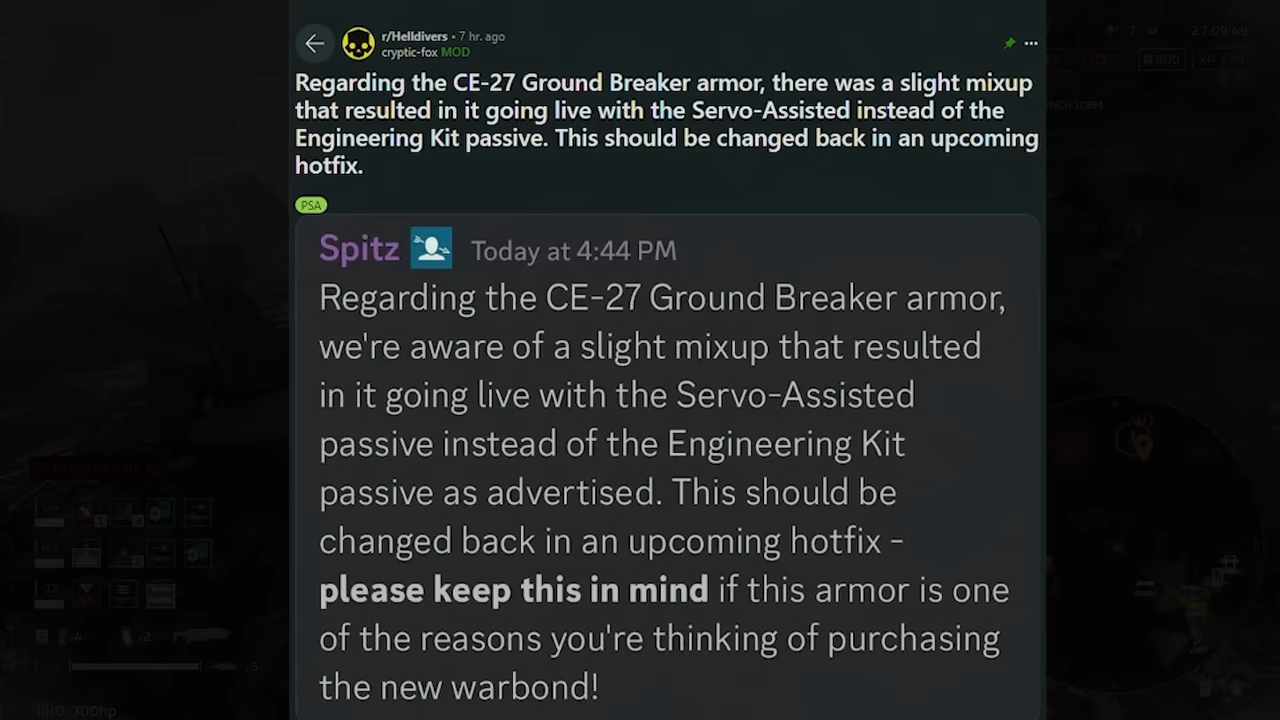 r/Helldivers • 7 hr. ago
cryptic-fox MOD
Regarding the CE-27 Ground Breaker armor, there was a slight mixup
that resulted in it going live with the Servo-Assisted instead of the
Engineering Kit passive. This should be changed back in an upcoming
hotfix.
PSA
Spitz Today at 4:44 PM
Regarding the CE-27 Ground Breaker armor,
we're aware of a slight mixup that resulted
in it going live with the Servo-Assisted
passive instead of the Engineering Kit
passive as advertised. This should be
changed back in an upcoming hotfix -
please keep this in mind if this armor is one
of the reasons you're thinking of purchasing
the new warbond!
27:09:49